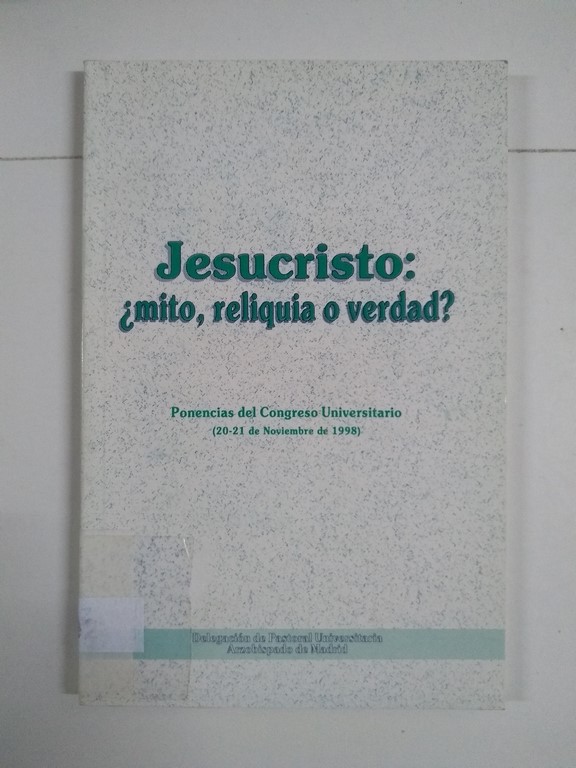 Jesucristo:
¿mito, reliquia o verdad?
Ponencias del Congreso Universitario
(20-21 de Noviembre de 1998)
Delegación de Pastoral Universitaria
Arzobispado de Madrid